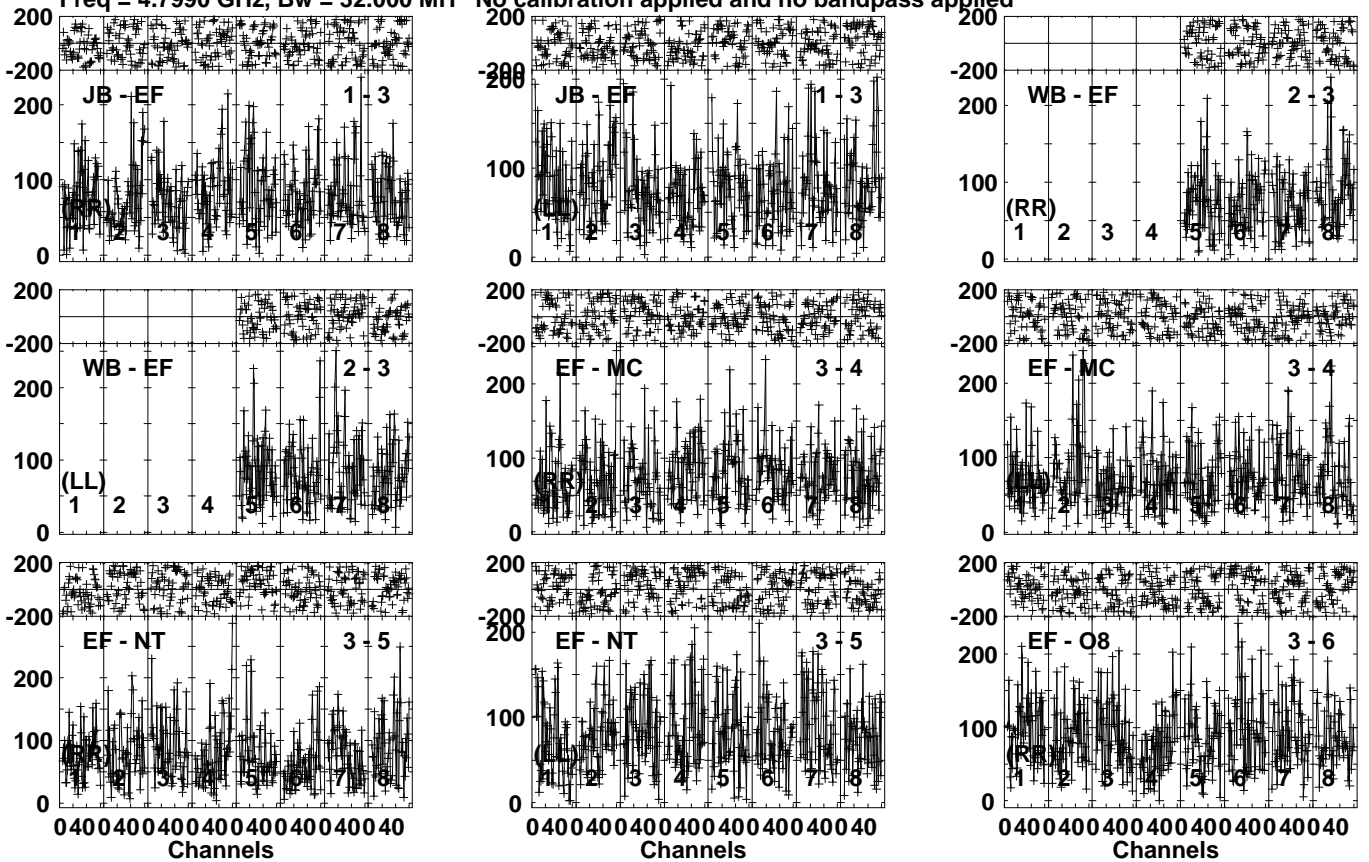 Freq = 4.7990 GHz, Bw = 32.000 MH No calibration applied and no bandpass applied
200 200 200
-200 -200 -200
200 JB - EF 1 - 3 200 JB - EF 1 - 3 200 WB - EF 2 - 3
100 100 100
(RR) (LL) (RR)
1 2 3 4 5 6 7 8 1 2 3 4 5 6 7 8 1 2 3 4 5 6 7 8
0 0 0
200 200 200
-200 -200 -200
WB - EF 2 - 3 EF - MC 3 - 4 EF - MC 3 - 4
200 200 200
100 100 100
(LL) (RR) (LL)
1 2 3 4 5 6 7 8 1 2 3 4 5 6 7 8 1 2 3 4 5 6 7 8
0 0 0
200 200 200
-200 -200 -200
EF - NT 3 - 5 200 EF - NT 3 - 5 EF - O8 3 - 6
200 200
100 100 100
(RR) (LL) (RR)
1 2 3 4 5 6 7 8 1 2 3 4 5 6 7 8 1 2 3 4 5 6 7 8
0 0 0
0 40 0 40 0 40 0 40 0 40 0 40 0 40 0 40 0 40 0 40 0 40 0 40 0 40 0 40 0 40 0 40 0 40 0 40 0 40 0 40 0 40 0 40 0 40 0 40
Channels Channels Channels